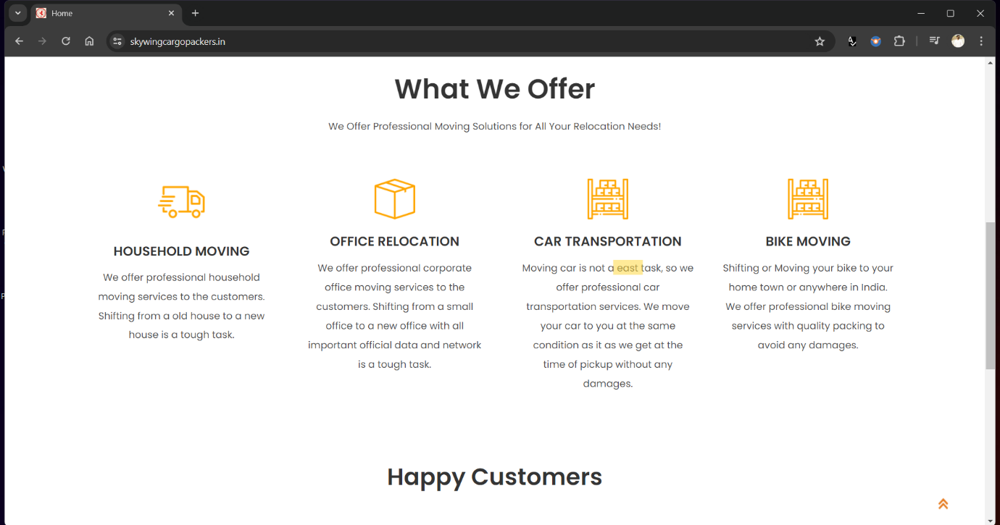 Home
skywingcargopackers.in
What We Offer
We Offer Professional Moving Solutions for All Your Relocation Needs!
HOUSEHOLD MOVING
We offer professional household
moving services to the customers.
Shifting from a old house to a new
house is a tough task.
OFFICE RELOCATION
We offer professional corporate
office moving services to the
customers. Shifting from a small
office to a new office with all
important official data and network
is a tough task.
CAR TRANSPORTATION
Moving car is not a east task, so we
offer professional car
transportation services. We move
your car to you at the same
condition as it as we get at the
time of pickup without any
damages.
BIKE MOVING
Shifting or Moving your bike to your
home town or anywhere in India.
We offer professional bike moving
services with quality packing to
avoid any damages.
Happy Customers